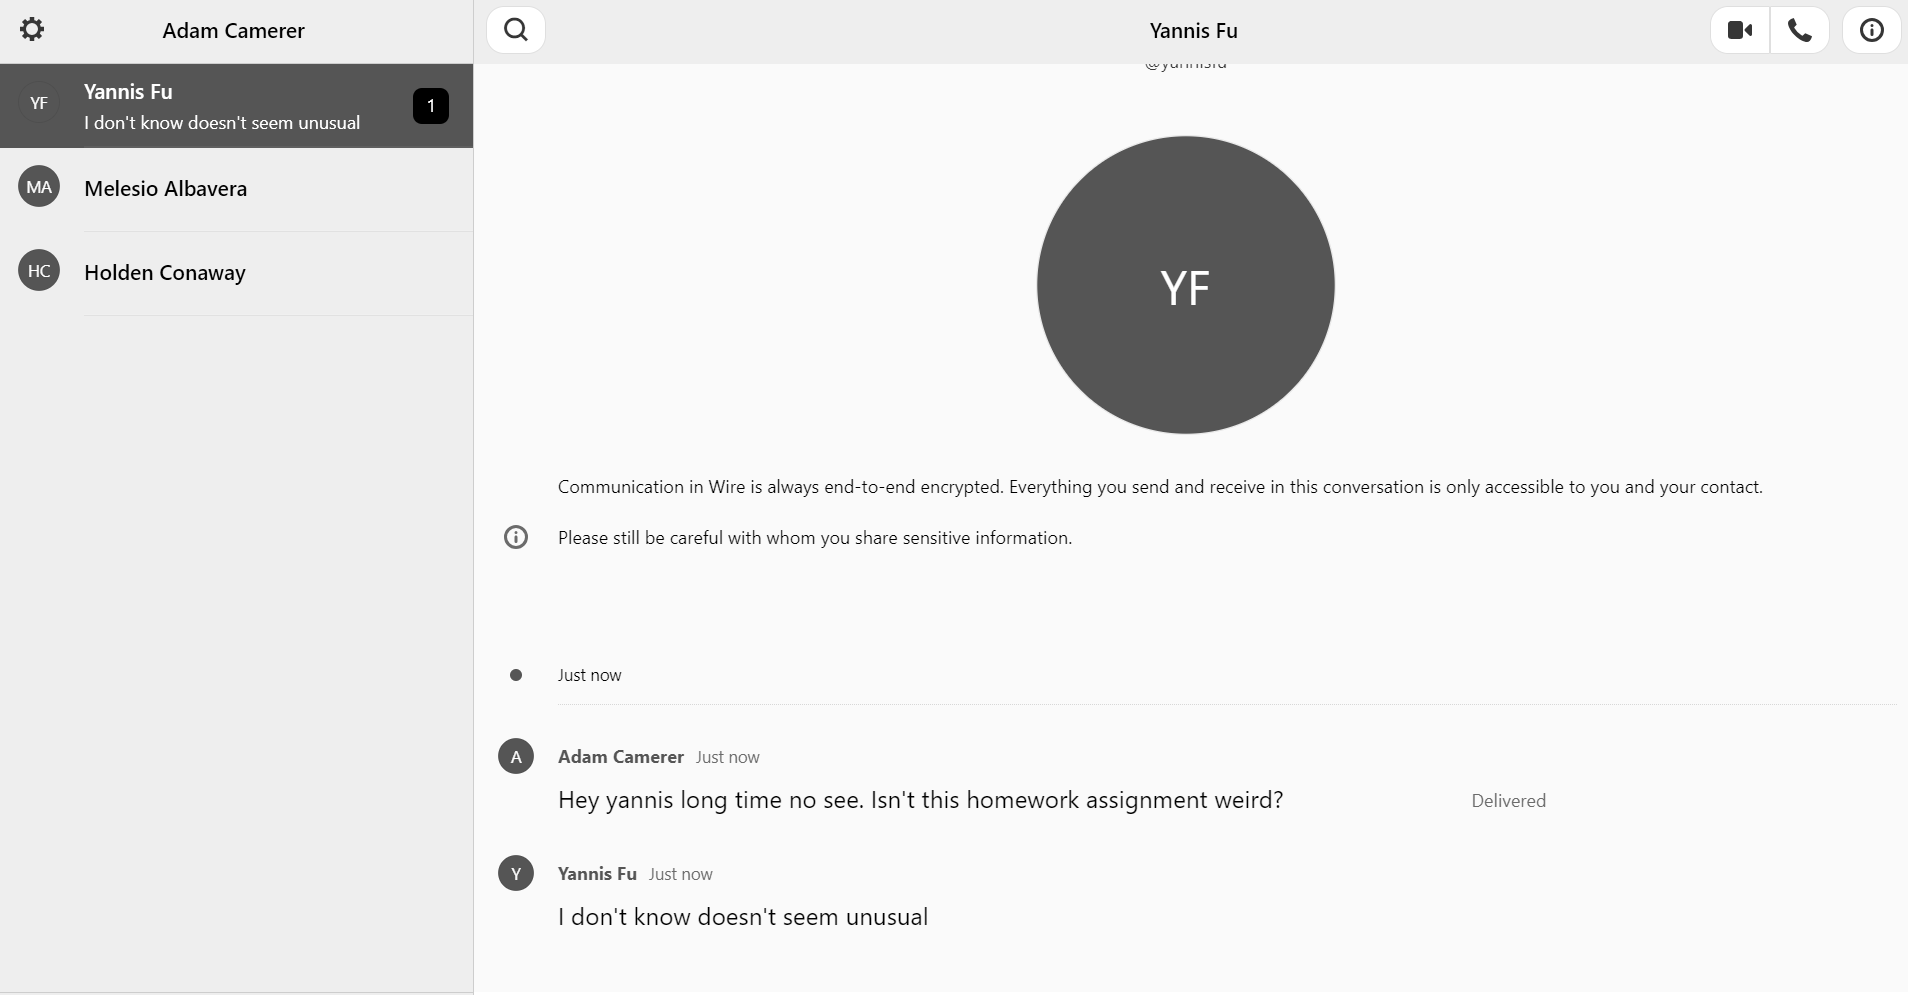 Adam Camerer
Yannis Fu
YF
Yannis Fu
I don't know doesn't seem unusual
1
MA
Melesio Albavera
HC
Holden Conaway
@yannisfu
YF
Communication in Wire is always end-to-end encrypted. Everything you send and receive in this conversation is only accessible to you and your contact.
Please still be careful with whom you share sensitive information.
Just now
A
Adam Camerer Just now
Hey yannis long time no see. Isn't this homework assignment weird? Delivered
Y
Yannis Fu Just now
I don't know doesn't seem unusual